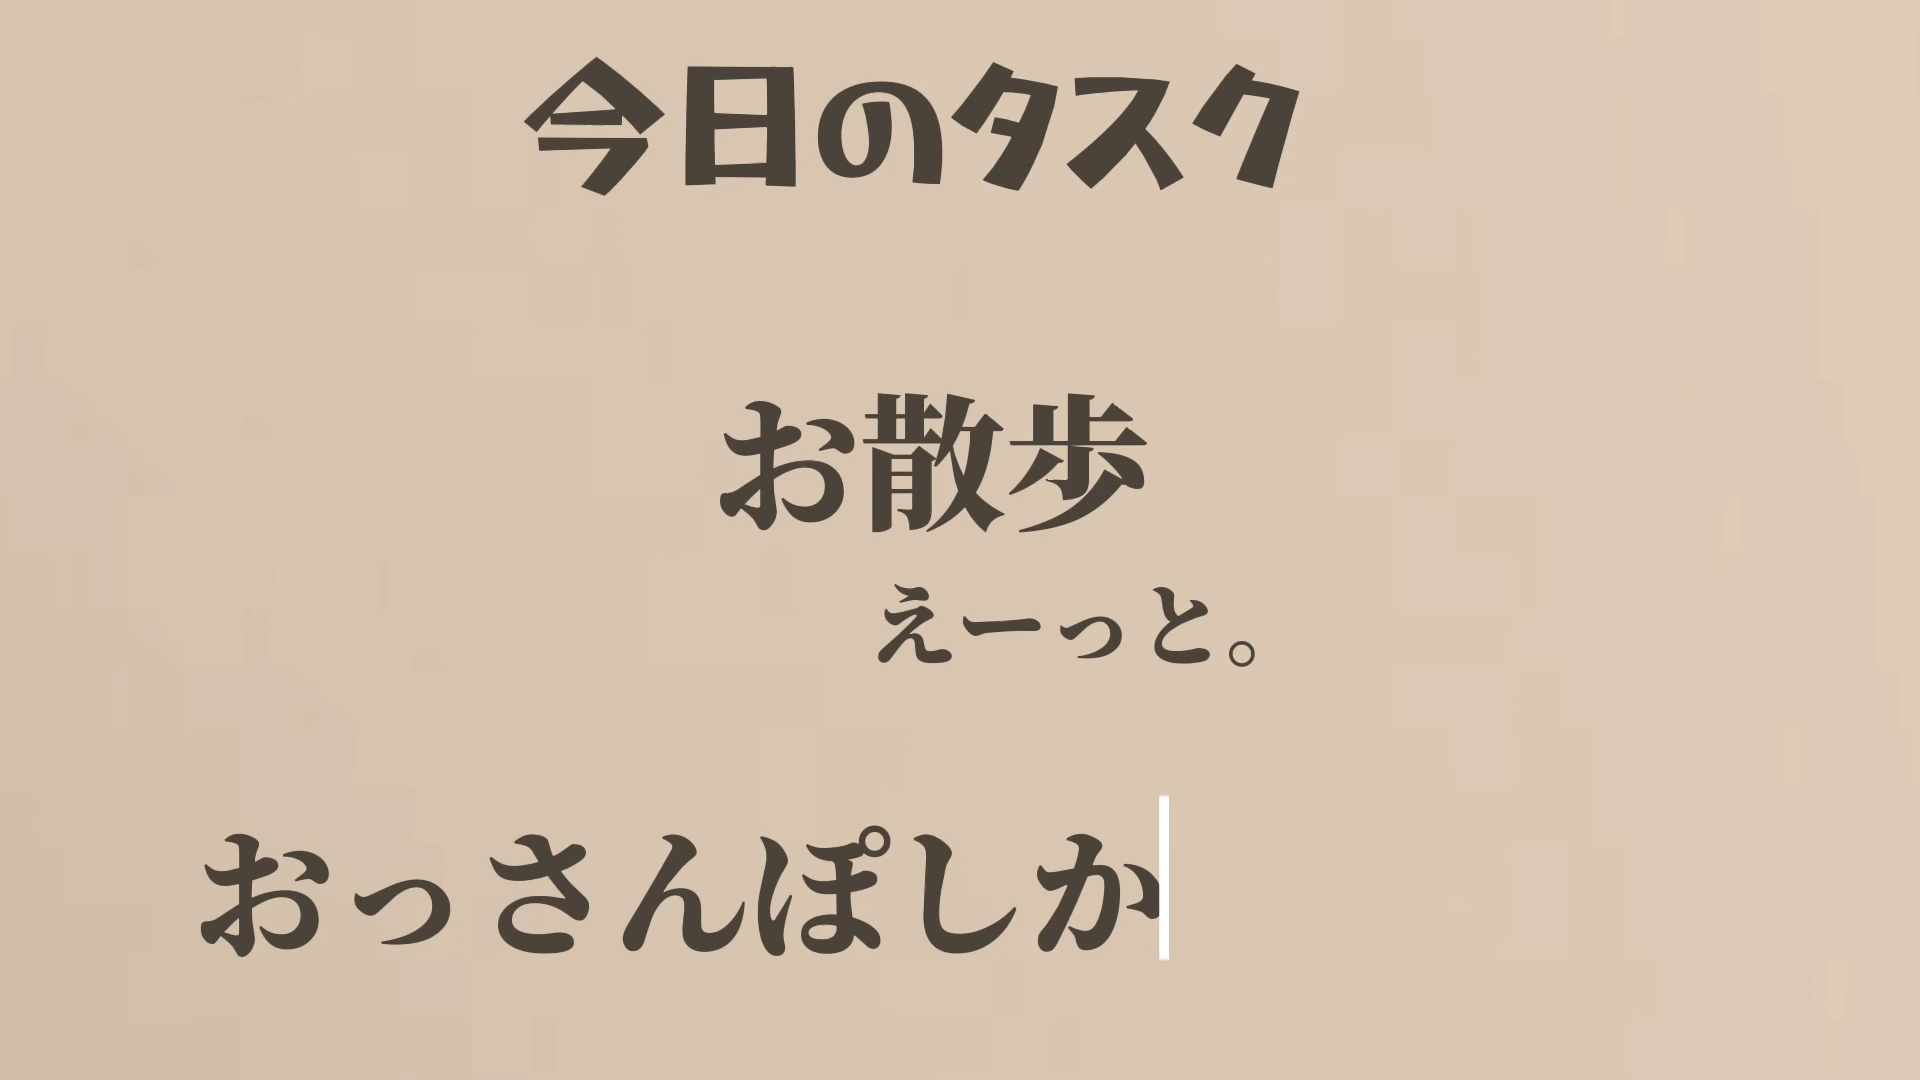 今日のタスク
お散歩
えーっと。
おっさんぽしか